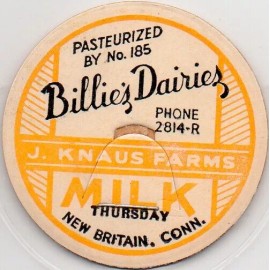 PASTEURIZED
BY No. 185
Billie's Dairies
PHONE
2814-R
J. KNAUS FARMS
MILK
THURSDAY
NEW BRITAIN, CONN.